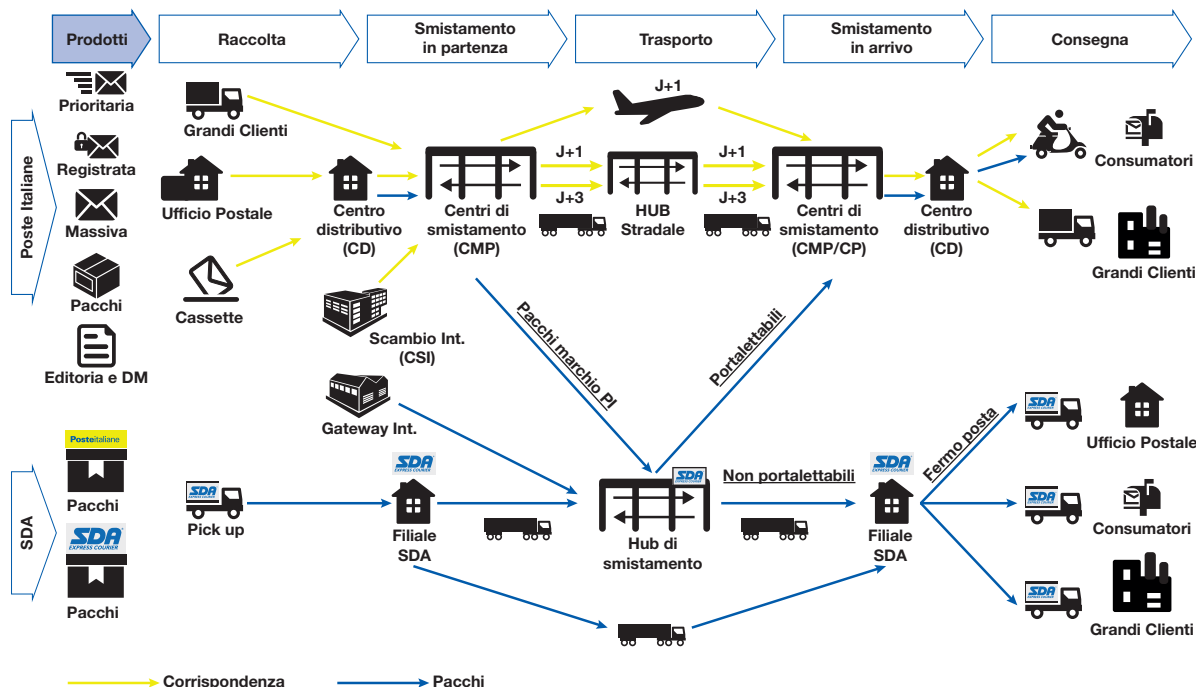 Prodotti
Raccolta
Smistamento
in partenza
Trasporto
Smistamento
in arrivo
Consegna
Poste Italiane
Prioritaria
Registrata
Massiva
Pacchi
Editoria e DM
Grandi Clienti
Ufficio Postale
Cassette
Centro
distributivo
(CD)
Centri di
smistamento
(CMP)
Scambio Int.
(CSI)
Gateway Int.
J+1
J+1
J+3
HUB
Stradale
J+1
J+3
Centri di
smistamento
(CMP/CP)
Centro
distributivo
(CD)
Consumatori
Grandi Clienti
Pacchi marchio PI
Portalettabili
SDA
Posteitaliane
Pacchi
SDA
EXPRESS COURIER
Pacchi
SDA
Pick up
SDA
EXPRESS COURIER
Filiale
SDA
SDA
Hub di
smistamento
Non portalettabili
SDA
EXPRESS COURIER
Filiale
SDA
Fermo posta
SDA
Ufficio Postale
SDA
Consumatori
SDA
Grandi Clienti
Corrispondenza
Pacchi